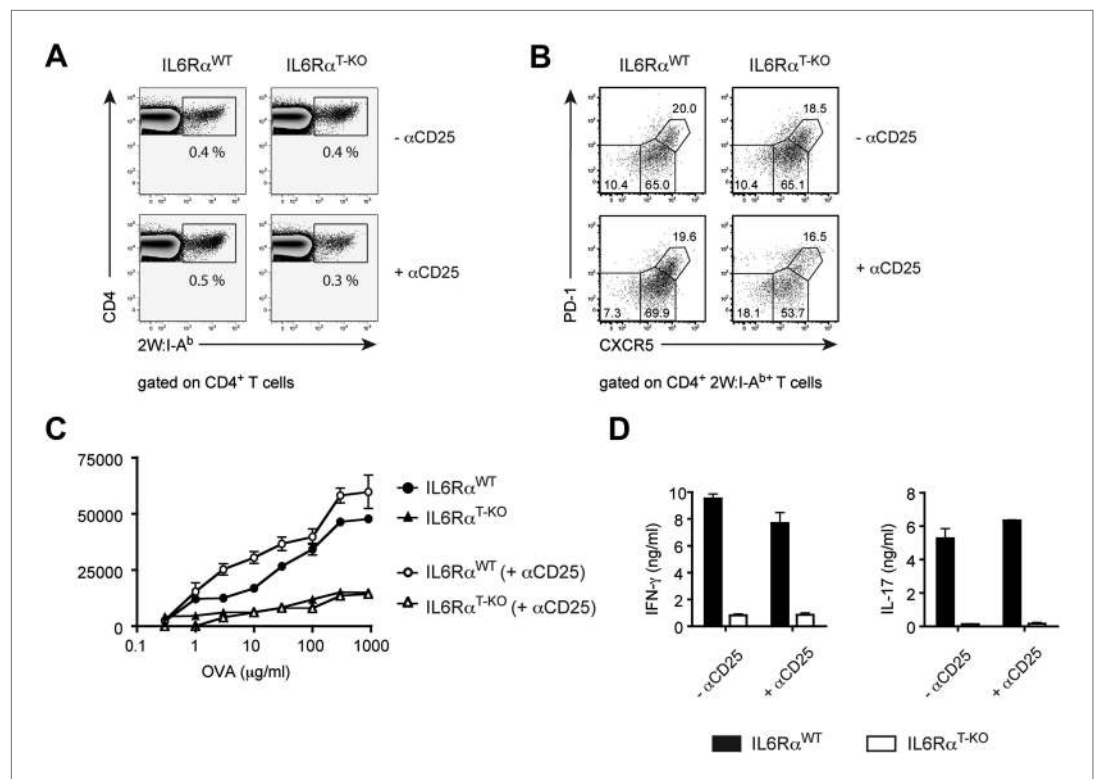 A
IL6Rα^WT IL6Rα^T-KO
0.4 % 0.4 %
- αCD25
0.5 % 0.3 %
+ αCD25
CD4
2W:I-A^b
gated on CD4+ T cells
B
IL6Rα^WT IL6Rα^T-KO
20.0 18.5
10.4 65.0 10.4 65.1
- αCD25
19.6 16.5
7.3 69.9 18.1 53.7
+ αCD25
PD-1
CXCR5
gated on CD4+ 2W:I-A^b+ T cells
C
75000
50000
25000
0
0.1 1 10 100 1000
OVA (μg/ml)
IL6Rα^WT
IL6Rα^T-KO
IL6Rα^WT (+ αCD25)
IL6Rα^T-KO (+ αCD25)
D
IFN-γ (ng/ml)
10
8
6
4
2
0
- αCD25 + αCD25
IL-17 (ng/ml)
8
6
4
2
0
- αCD25 + αCD25
IL6Rα^WT IL6Rα^T-KO